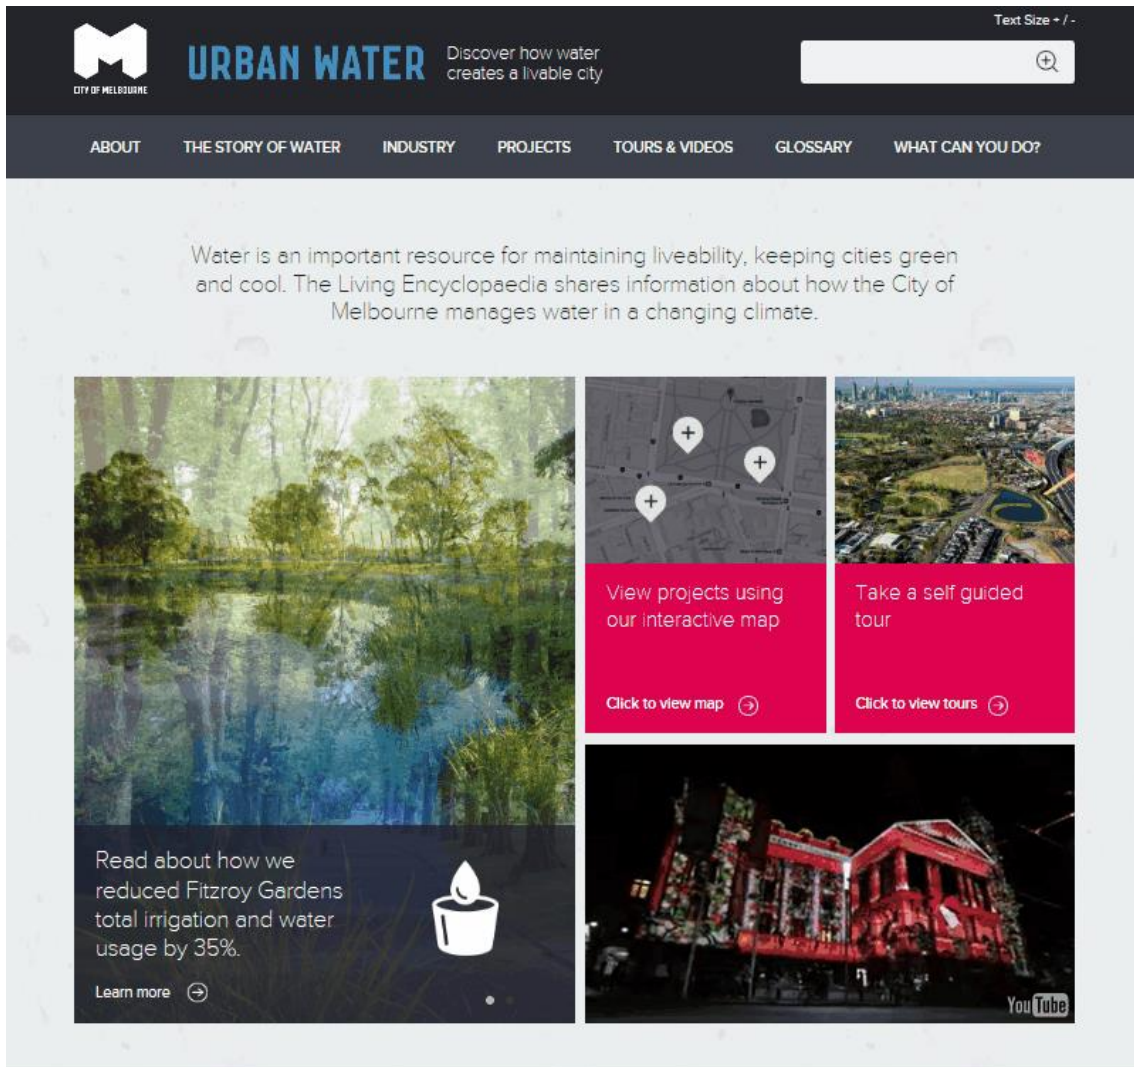 Text Size + / -
CITY OF MELBOURNE
URBAN WATER
Discover how water
creates a livable city
ABOUT
THE STORY OF WATER
INDUSTRY
PROJECTS
TOURS & VIDEOS
GLOSSARY
WHAT CAN YOU DO?
Water is an important resource for maintaining liveability, keeping cities green
and cool. The Living Encyclopaedia shares information about how the City of
Melbourne manages water in a changing climate.
Read about how we
reduced Fitzroy Gardens
total irrigation and water
usage by 35%.
Learn more
View projects using
our interactive map
Click to view map
Take a self guided
tour
Click to view tours
YouTube